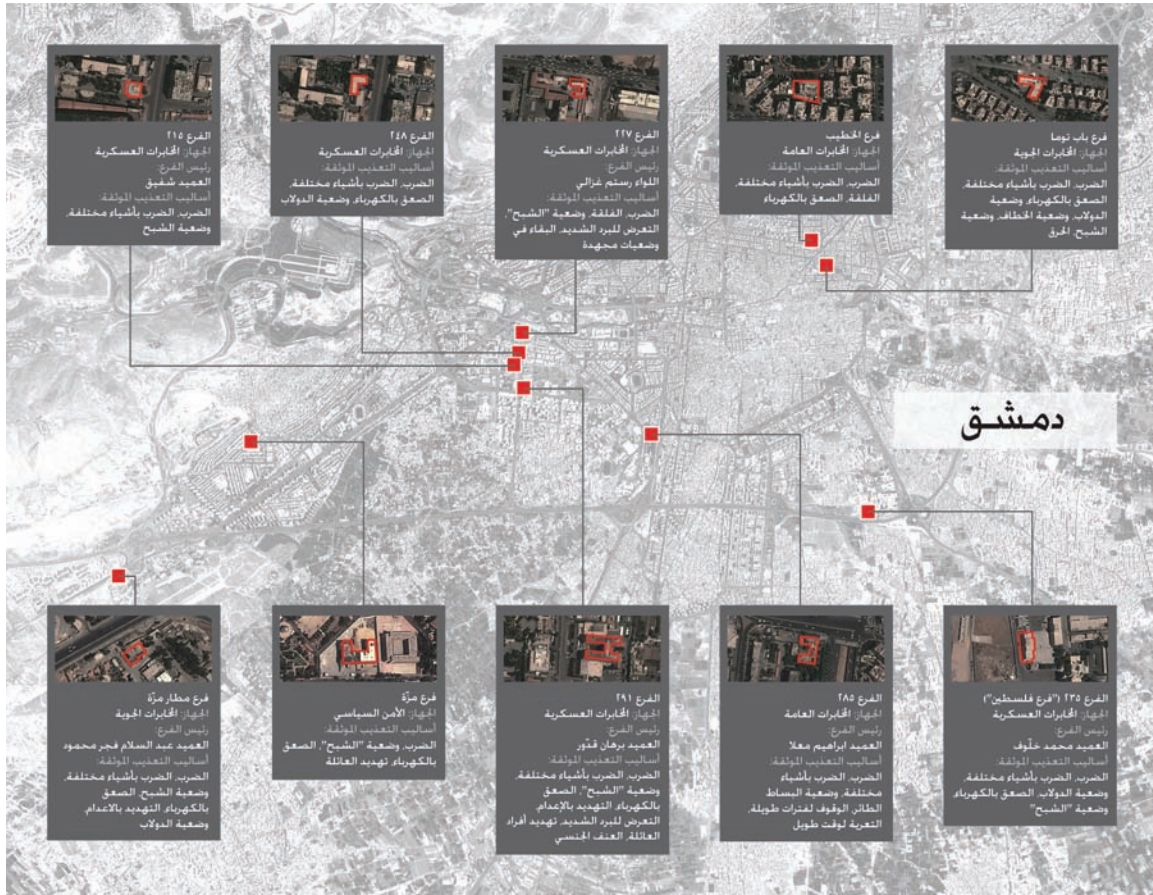 فرع باب توما
الجهاز: المخابرات الجوية
أساليب التعذيب الموثقة:
الضرب، الضرب بأشياء مختلفة،
الصعق بالكهرباء، وضعية
الدولاب، وضعية الخطاف، وضعية
الشبح، الحرق
فرع الخطيب
الجهاز: المخابرات العامة
أساليب التعذيب الموثقة:
الضرب، الضرب بأشياء مختلفة،
الفلقة، الصعق بالكهرباء
الفرع ٢٢٧
الجهاز: المخابرات العسكرية
رئيس الفرع:
اللواء رستم غزالي
أساليب التعذيب الموثقة:
الضرب، الفلقة، وضعية "الشبح"،
التعرض للبرد الشديد، البقاء في
وضعيات مجهدة
الفرع ٢٤٨
الجهاز: المخابرات العسكرية
أساليب التعذيب الموثقة:
الضرب، الضرب بأشياء مختلفة،
الصعق بالكهرباء، وضعية الدولاب
الفرع ٢١٥
الجهاز: المخابرات العسكرية
رئيس الفرع:
العميد شفيق
أساليب التعذيب الموثقة:
الضرب، الضرب بأشياء مختلفة،
وضعية الشبح
دمشق
الفرع ٢٣٥ ("فرع فلسطين")
الجهاز: المخابرات العسكرية
رئيس الفرع:
العميد محمد خلّوف
أساليب التعذيب الموثقة:
الضرب، الضرب بأشياء مختلفة،
وضعية الدولاب، الصعق بالكهرباء،
وضعية "الشبح"
الفرع ٢٨٥
الجهاز: المخابرات العامة
رئيس الفرع:
العميد ابراهيم معلا
أساليب التعذيب الموثقة:
الضرب، الضرب بأشياء
مختلفة، وضعية البساط
الطائر، الوقوف لفترات طويلة،
التعرية لوقت طويل
الفرع ٢٩١
الجهاز: المخابرات العسكرية
رئيس الفرع:
العميد برهان قدّور
أساليب التعذيب الموثقة:
الضرب، الضرب بأشياء مختلفة،
وضعية "الشبح"، الصعق
بالكهرباء، التهديد بالإعدام،
التعرض للبرد الشديد، تهديد أفراد
العائلة، العنف الجنسي
فرع مزّة
الجهاز: الأمن السياسي
أساليب التعذيب الموثقة:
الضرب، وضعية "الشبح"، الصعق
بالكهرباء، تهديد العائلة
فرع مطار مزّة
الجهاز: المخابرات الجوية
رئيس الفرع:
العميد عبد السلام فجر محمود
أساليب التعذيب الموثقة:
الضرب، الضرب بأشياء مختلفة،
وضعية الشبح، الصعق
بالكهرباء، التهديد بالاعدام،
وضعية الدولاب